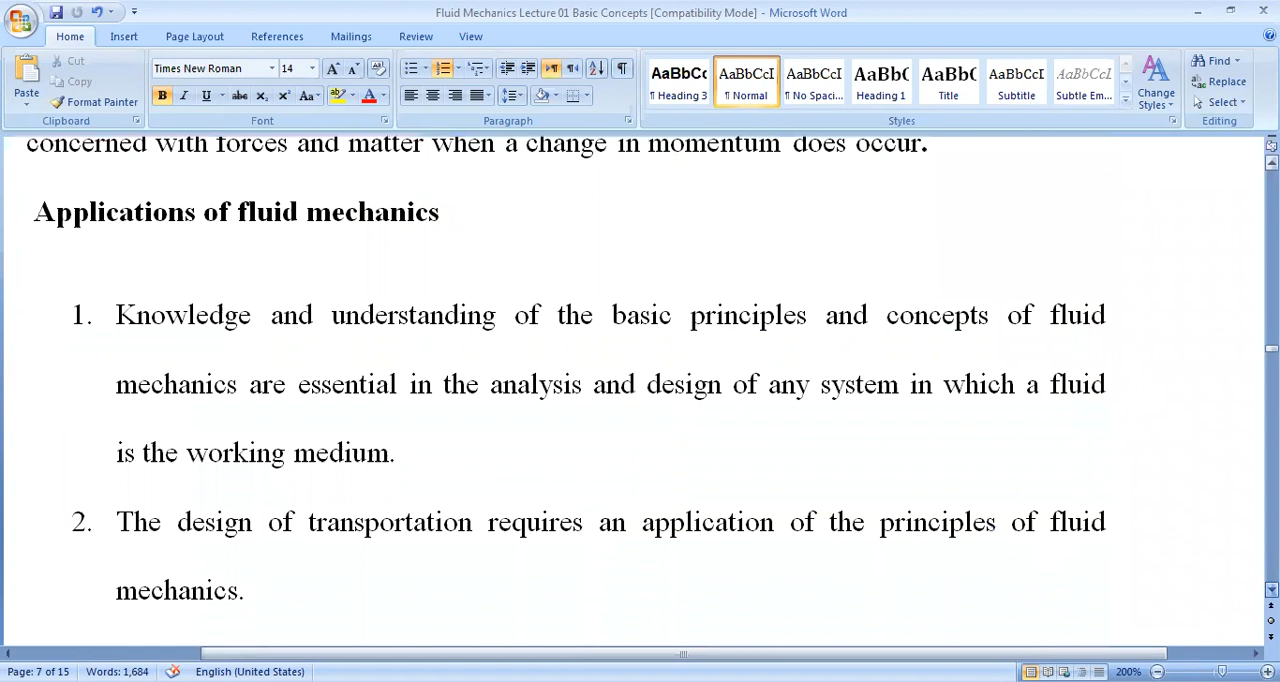 Fluid Mechanics Lecture 01 Basic Concepts [Compatibility Mode] - Microsoft Word
Home Insert Page Layout References Mailings Review View
Paste
Cut
Copy
Format Painter
Clipboard
Times New Roman 14
B I U abc X₂ X² Aa
Font
Paragraph
AaBbCc AaBbCcI AaBbCcI AaBbC AaBbC AaBbCcI AaBbCcI
¶ Heading 3 ¶ Normal ¶ No Spaci... Heading 1 Title Subtitle Subtle Em...
Change Styles
Styles
Find
Replace
Select
Editing
concerned with forces and matter when a change in momentum does occur.
Applications of fluid mechanics
1. Knowledge and understanding of the basic principles and concepts of fluid
mechanics are essential in the analysis and design of any system in which a fluid
is the working medium.
2. The design of transportation requires an application of the principles of fluid
mechanics.
Page: 7 of 15 Words: 1,684 English (United States) 200%